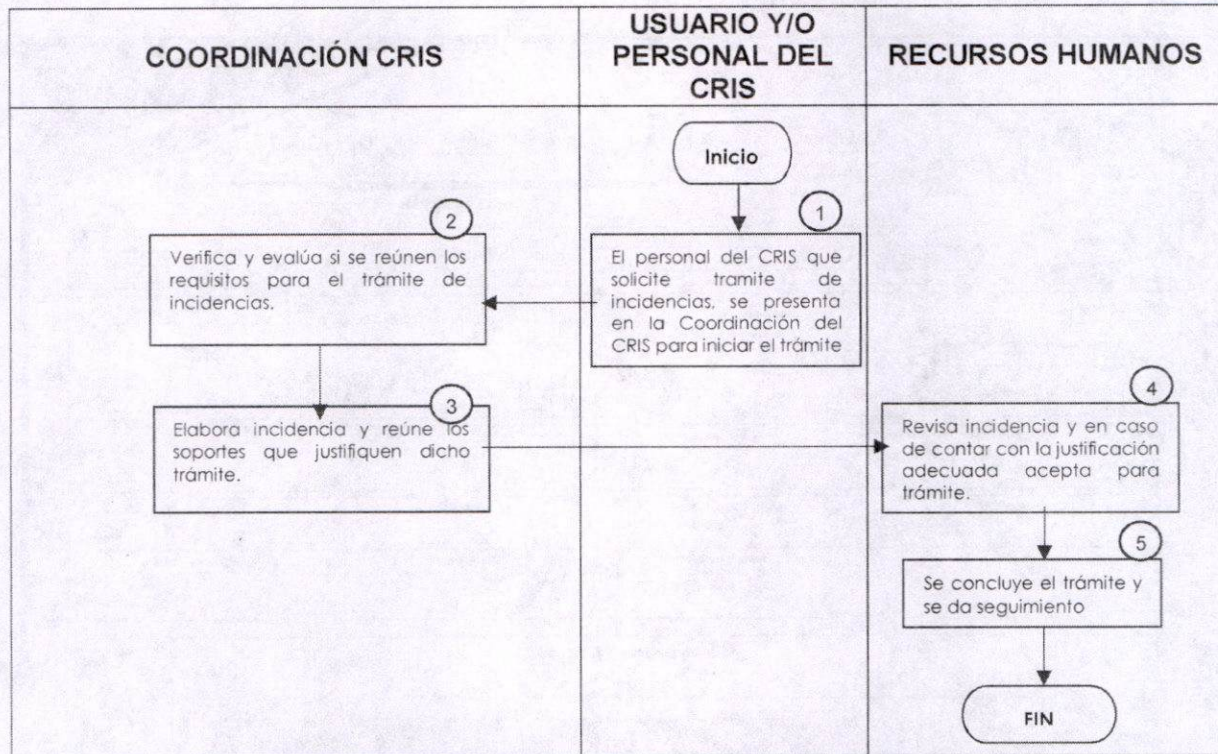 COORDINACIÓN CRIS
USUARIO Y/O
PERSONAL DEL
CRIS
RECURSOS HUMANOS
Inicio
1
El personal del CRIS que
solicite tramite de
incidencias, se presenta
en la Coordinación del
CRIS para iniciar el trámite
2
Verifica y evalúa si se reúnen los
requisitos para el trámite de
incidencias.
3
Elabora incidencia y reúne los
soportes que justifiquen dicho
trámite.
4
Revisa incidencia y en caso
de contar con la justificación
adecuada acepta para
trámite.
5
Se concluye el trámite y
se da seguimiento
FIN